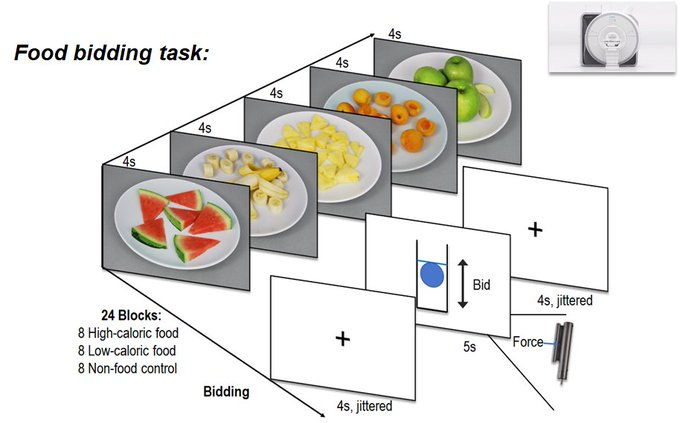 Food bidding task:
4s
4s
4s
4s
4s
24 Blocks:
8 High-caloric food
8 Low-caloric food
8 Non-food control
Bidding
4s, jittered
Bid
5s
4s, jittered
Force